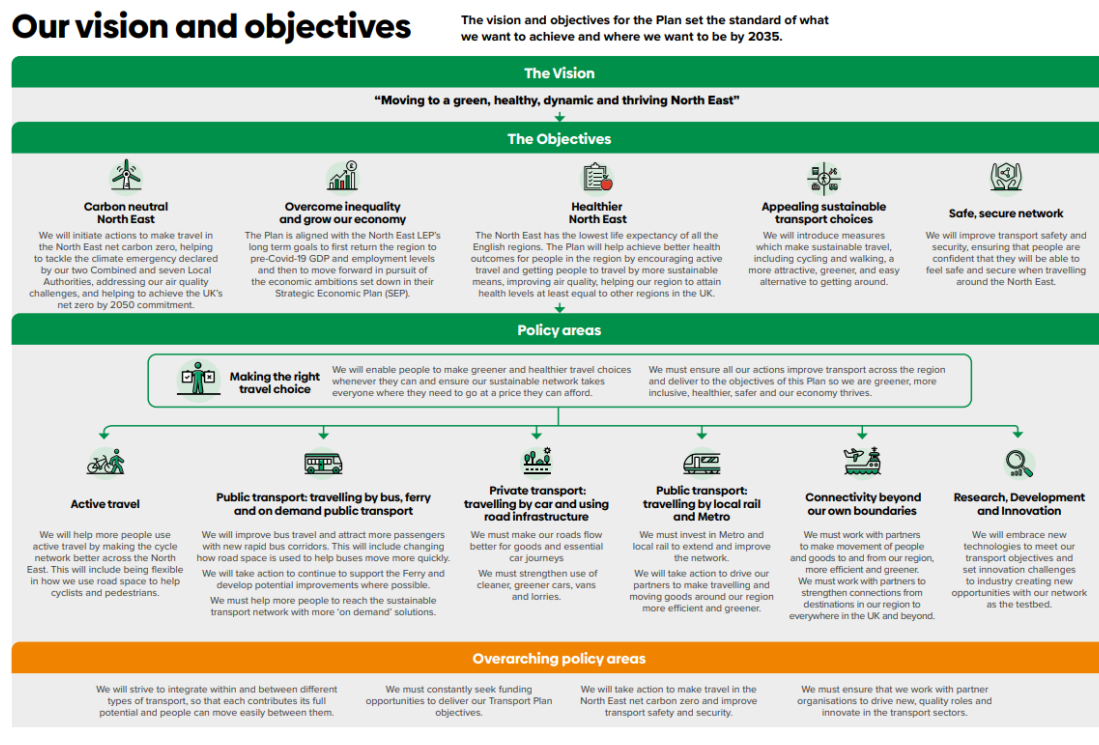 Our vision and objectives
The vision and objectives for the Plan set the standard of what
we want to achieve and where we want to be by 2035.
The Vision
“Moving to a green, healthy, dynamic and thriving North East”
The Objectives
Carbon neutral
North East
We will initiate actions to make travel in
the North East net carbon zero, helping
to tackle the climate emergency declared
by our two Combined and seven Local
Authorities, addressing our air quality
challenges, and helping to achieve the UK’s
net zero by 2050 commitment.
Overcome inequality
and grow our economy
The Plan is aligned with the North East LEP’s
long term goals to first return the region to
pre-Covid-19 GDP and employment levels
and then to move forward in pursuit of
the economic ambitions set down in their
Strategic Economic Plan (SEP).
Healthier
North East
The North East has the lowest life expectancy of all the
English regions. The Plan will help achieve better health
outcomes for people in the region by encouraging active
travel and getting people to travel by more sustainable
means, improving air quality, helping our region to attain
health levels at least equal to other regions in the UK.
Appealing sustainable
transport choices
We will introduce measures
which make sustainable travel,
including cycling and walking, a
more attractive, greener, and easy
alternative to getting around.
Safe, secure network
We will improve transport safety and
security, ensuring that people are
confident that they will be able to
feel safe and secure when travelling
around the North East.
Policy areas
Making the right
travel choice
We will enable people to make greener and healthier travel choices
whenever they can and ensure our sustainable network takes
everyone where they need to go at a price they can afford.
We must ensure all our actions improve transport across the region
and deliver to the objectives of this Plan so we are greener, more
inclusive, healthier, safer and our economy thrives.
Active travel
We will help more people use
active travel by making the cycle
network better across the North
East. This will include being flexible
in how we use road space to help
cyclists and pedestrians.
Public transport: travelling by bus, ferry
and on demand public transport
We will improve bus travel and attract more passengers
with new rapid bus corridors. This will include changing
how road space is used to help buses move more quickly.
We will take action to continue to support the Ferry and
develop potential improvements where possible.
We must help more people to reach the sustainable
transport network with more ‘on demand’ solutions.
Private transport:
travelling by car and using
road infrastructure
We must make our roads flow
better for goods and essential
car journeys
We must strengthen use of
cleaner, greener cars, vans
and lorries.
Public transport:
travelling by local rail
and Metro
We must invest in Metro and
local rail to extend and improve
the network.
We will take action to drive our
partners to make travelling and
moving goods around our region
more efficient and greener.
Connectivity beyond
our own boundaries
We must work with partners
to make movement of people
and goods to and from our region,
more efficient and greener.
We must work with partners to
strengthen connections from
destinations in our region to
everywhere in the UK and beyond.
Research, Development
and Innovation
We will embrace new
technologies to meet our
transport objectives and
set innovation challenges
to industry creating new
opportunities with our network
as the testbed.
Overarching policy areas
We will strive to integrate within and between different
types of transport, so that each contributes its full
potential and people can move easily between them.
We must constantly seek funding
opportunities to deliver our Transport Plan
objectives.
We will take action to make travel in the
North East net carbon zero and improve
transport safety and security.
We must ensure that we work with partner
organisations to drive new, quality roles and
innovate in the transport sectors.